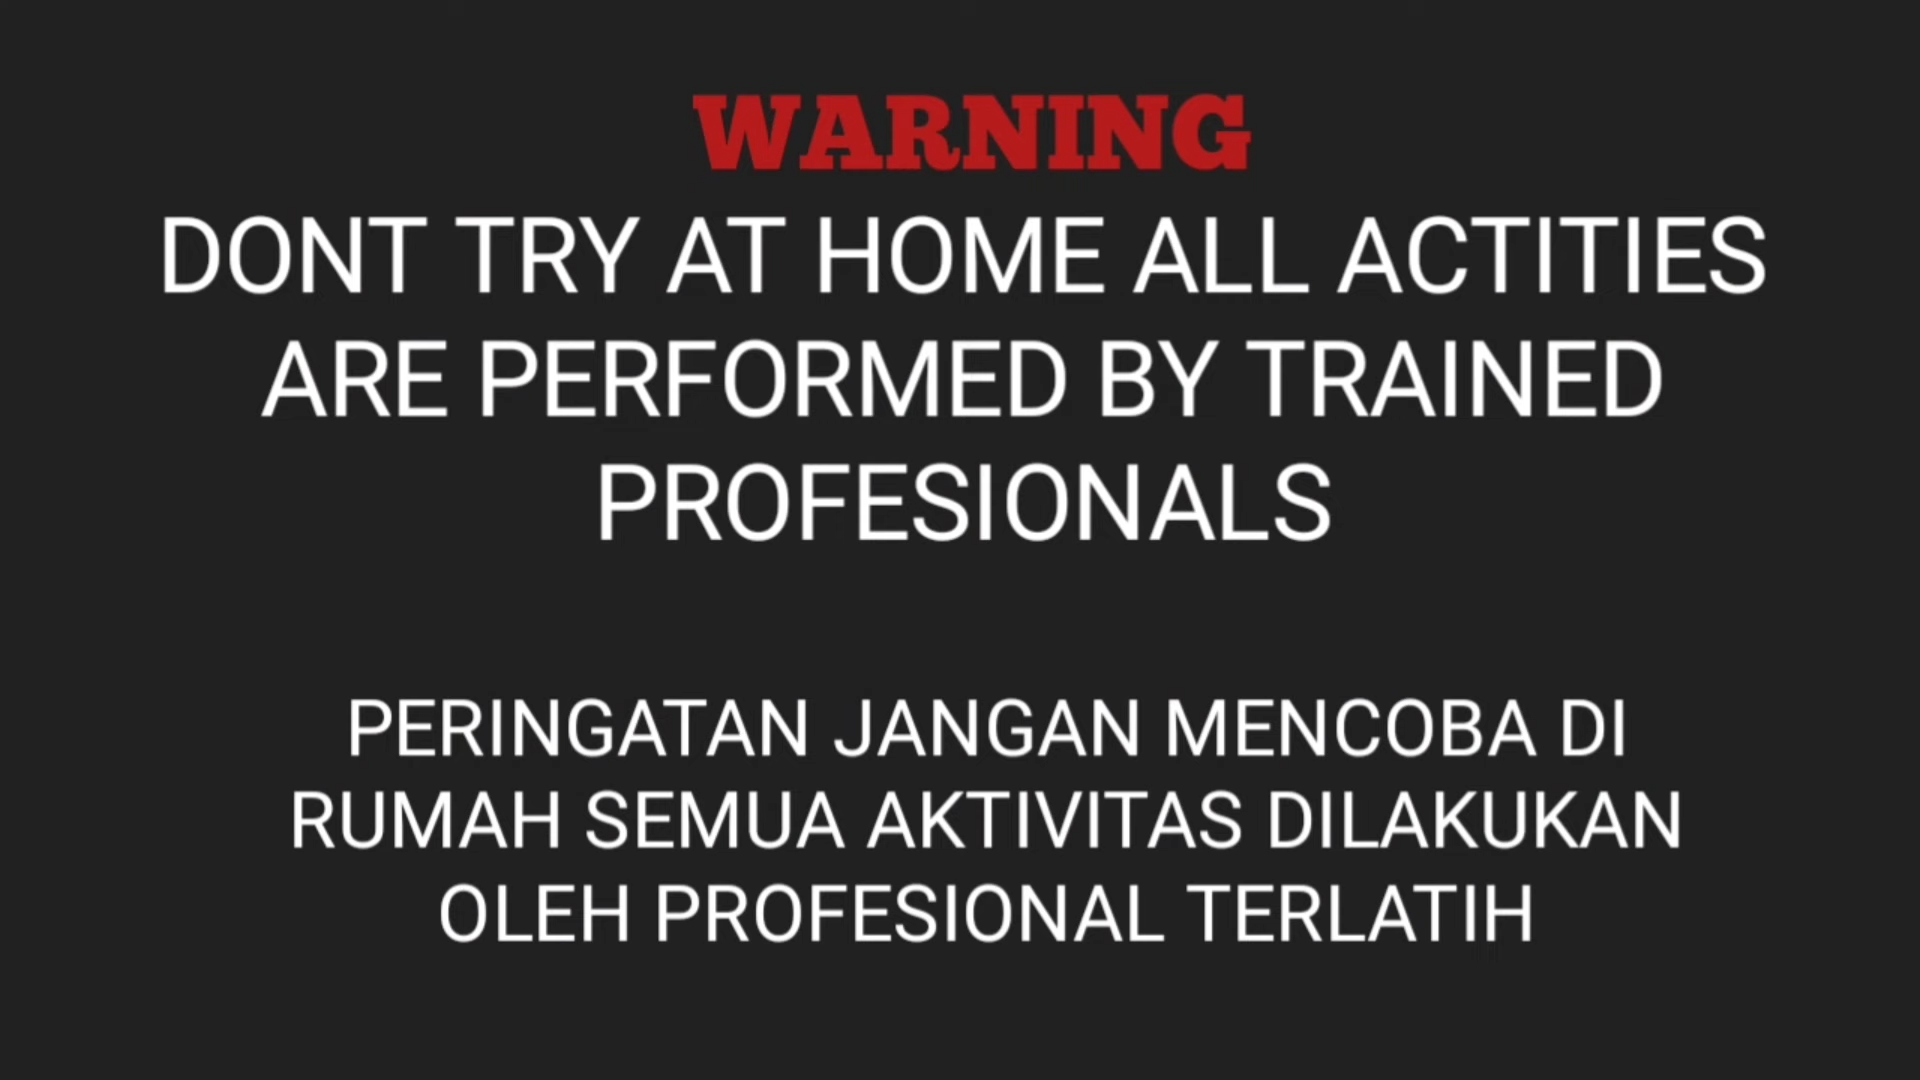 WARNING
DONT TRY AT HOME ALL ACTITIES
ARE PERFORMED BY TRAINED
PROFESIONALS
PERINGATAN JANGAN MENCOBA DI
RUMAH SEMUA AKTIVITAS DILAKUKAN
OLEH PROFESIONAL TERLATIH